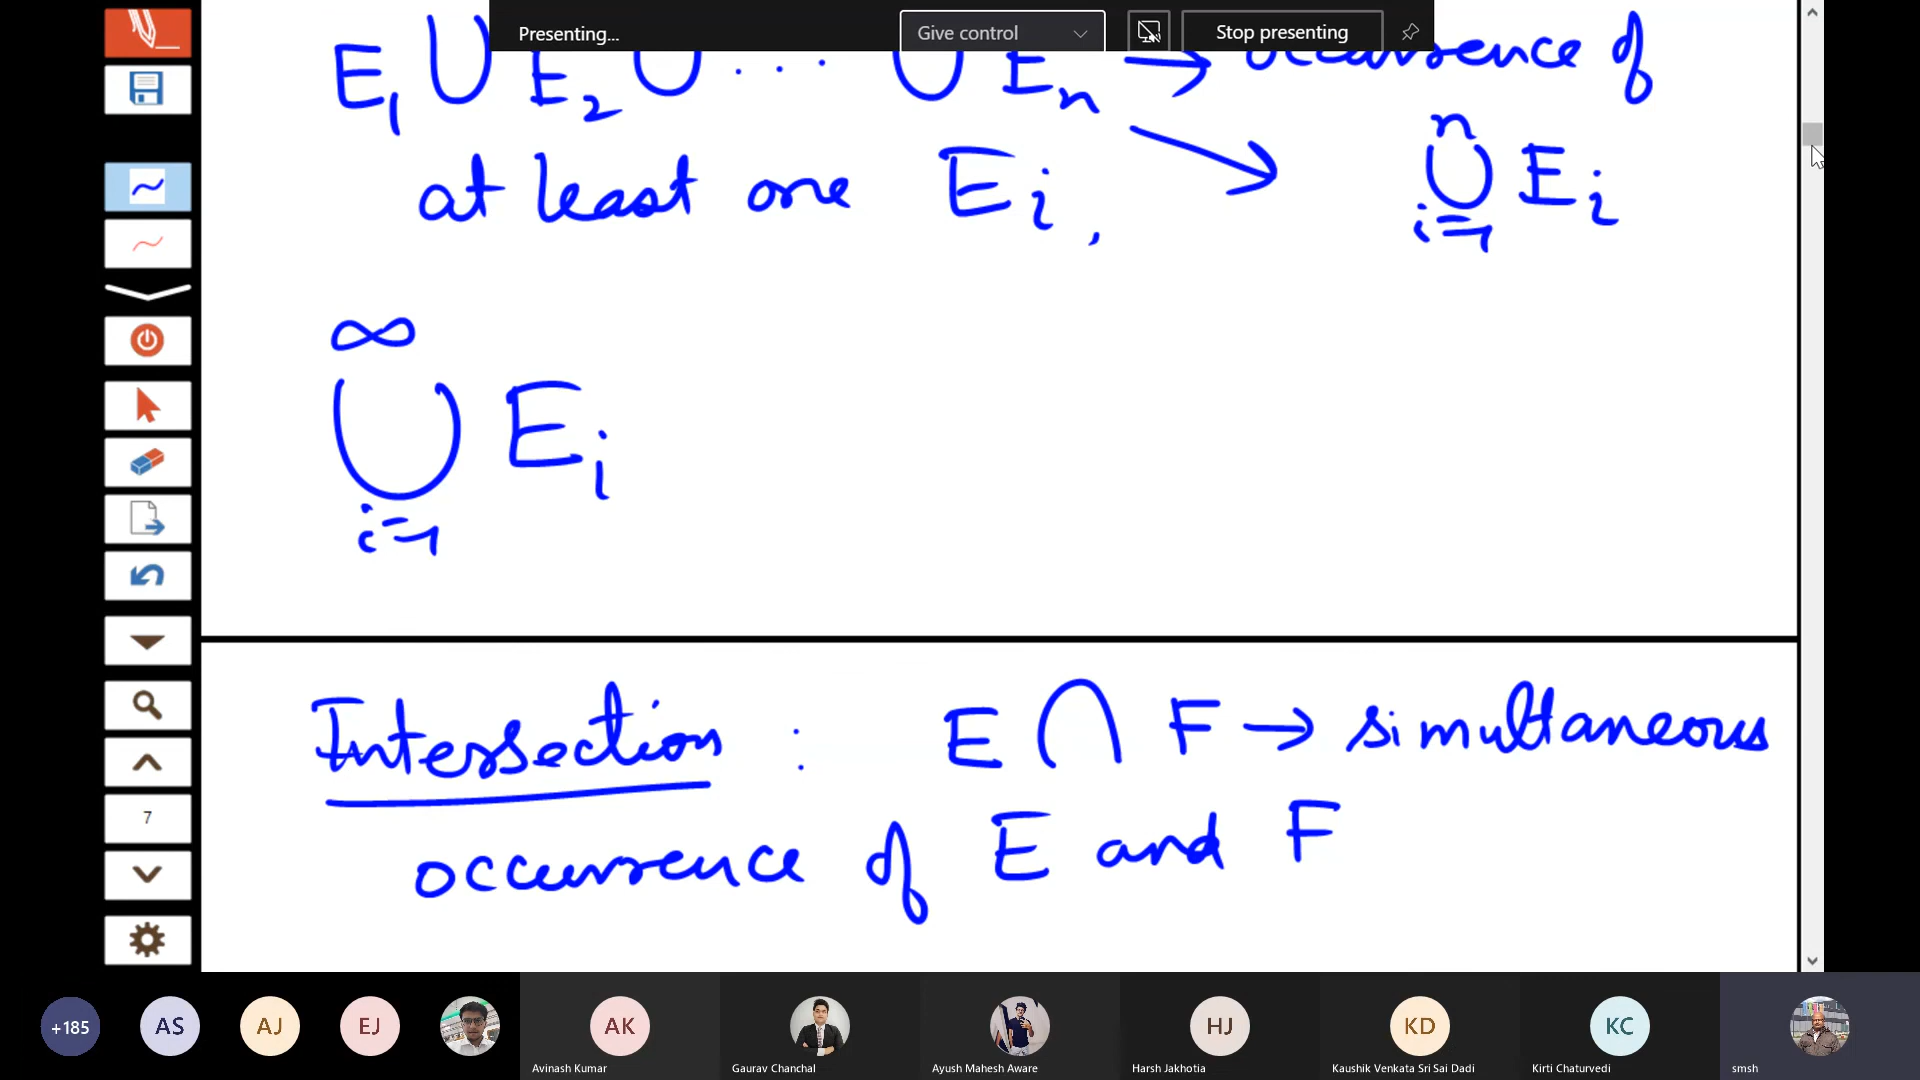 Presenting...
Give control
Stop presenting
E₁ ∪ E₂ ∪ ... ∪ Eₙ → occurrence of
at least one Eᵢ, → ⋃ᵢ₌₁ⁿ Eᵢ
⋃ᵢ₌₁^∞ Eᵢ
Intersection : E ∩ F → simultaneous
occurrence of E and F
7
+185
AS
AJ
EJ
AK
HJ
KD
KC
Avinash Kumar
Gaurav Chanchal
Ayush Mahesh Aware
Harsh Jakhotia
Kaushik Venkata Sri Sai Dadi
Kirti Chaturvedi
smsh